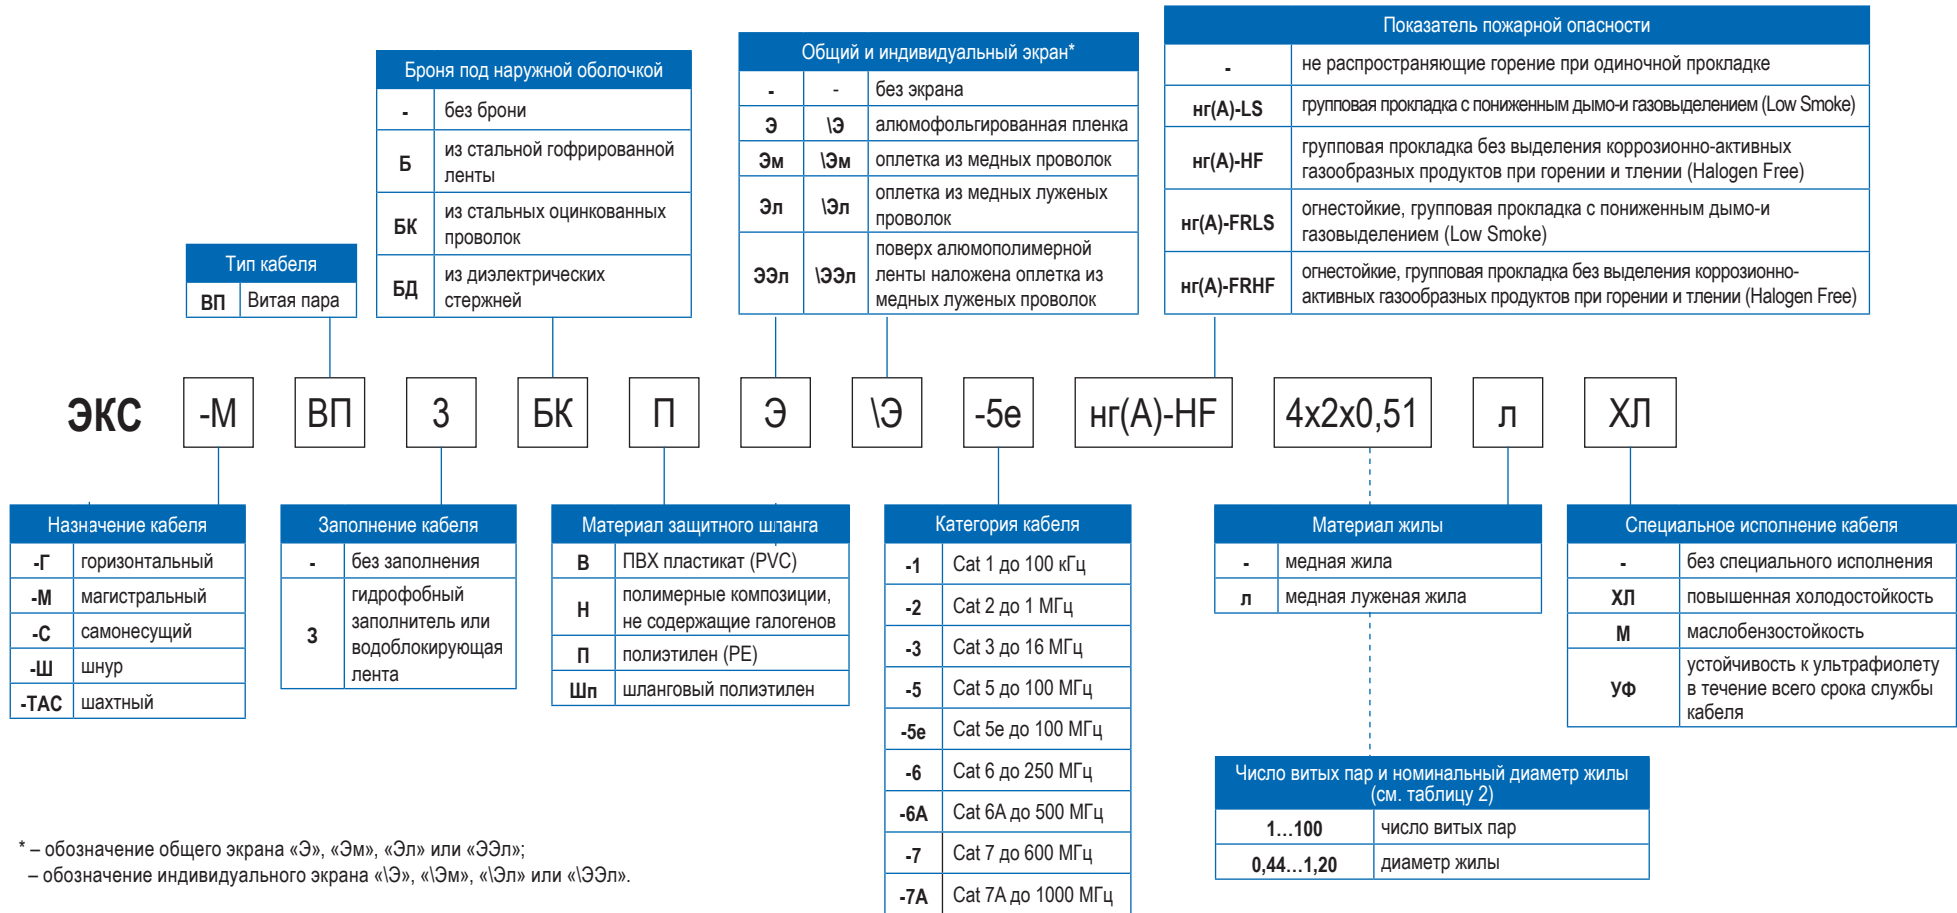 Показатель пожарной опасности
- не распространяющие горение при одиночной прокладке
нг(А)-LS групповая прокладка с пониженным дымо-и газовыделением (Low Smoke)
нг(А)-HF групповая прокладка без выделения коррозионно-активных
газообразных продуктов при горении и тлении (Halogen Free)
нг(А)-FRLS огнестойкие, групповая прокладка с пониженным дымо-и
газовыделением (Low Smoke)
нг(А)-FRHF огнестойкие, групповая прокладка без выделения коррозионно-
активных газообразных продуктов при горении и тлении (Halogen Free)
Общий и индивидуальный экран*
- - без экрана
Э \Э алюмофольгированная пленка
Эм \Эм оплетка из медных проволок
Эл \Эл оплетка из медных луженых
проволок
ЭЭл \ЭЭл поверх алюмополимерной
ленты наложена оплетка из
медных луженых проволок
Броня под наружной оболочкой
- без брони
Б из стальной гофрированной
ленты
БК из стальных оцинкованных
проволок
БД из диэлектрических
стержней
Тип кабеля
ВП Витая пара
ЭКС -М ВП З БК П Э \Э -5е нг(А)-HF 4х2х0,51 л ХЛ
Назначение кабеля
-Г горизонтальный
-М магистральный
-С самонесущий
-Ш шнур
-ТАС шахтный
Заполнение кабеля
- без заполнения
З гидрофобный
заполнитель или
водоблокирующая
лента
Материал защитного шланга
В ПВХ пластикат (PVC)
Н полимерные композиции,
не содержащие галогенов
П полиэтилен (PE)
Шп шланговый полиэтилен
Категория кабеля
-1 Cat 1 до 100 кГц
-2 Cat 2 до 1 МГц
-3 Cat 3 до 16 МГц
-5 Cat 5 до 100 МГц
-5е Cat 5e до 100 МГц
-6 Cat 6 до 250 МГц
-6А Cat 6А до 500 МГц
-7 Cat 7 до 600 МГц
-7А Cat 7А до 1000 МГц
Материал жилы
- медная жила
л медная луженая жила
Специальное исполнение кабеля
- без специального исполнения
ХЛ повышенная холодостойкость
М маслобензостойкость
УФ устойчивость к ультрафиолету
в течение всего срока службы
кабеля
Число витых пар и номинальный диаметр жилы
(см. таблицу 2)
1...100 число витых пар
0,44...1,20 диаметр жилы
* – обозначение общего экрана «Э», «Эм», «Эл» или «ЭЭл»;
– обозначение индивидуального экрана «\Э», «\Эм», «\Эл» или «\ЭЭл».